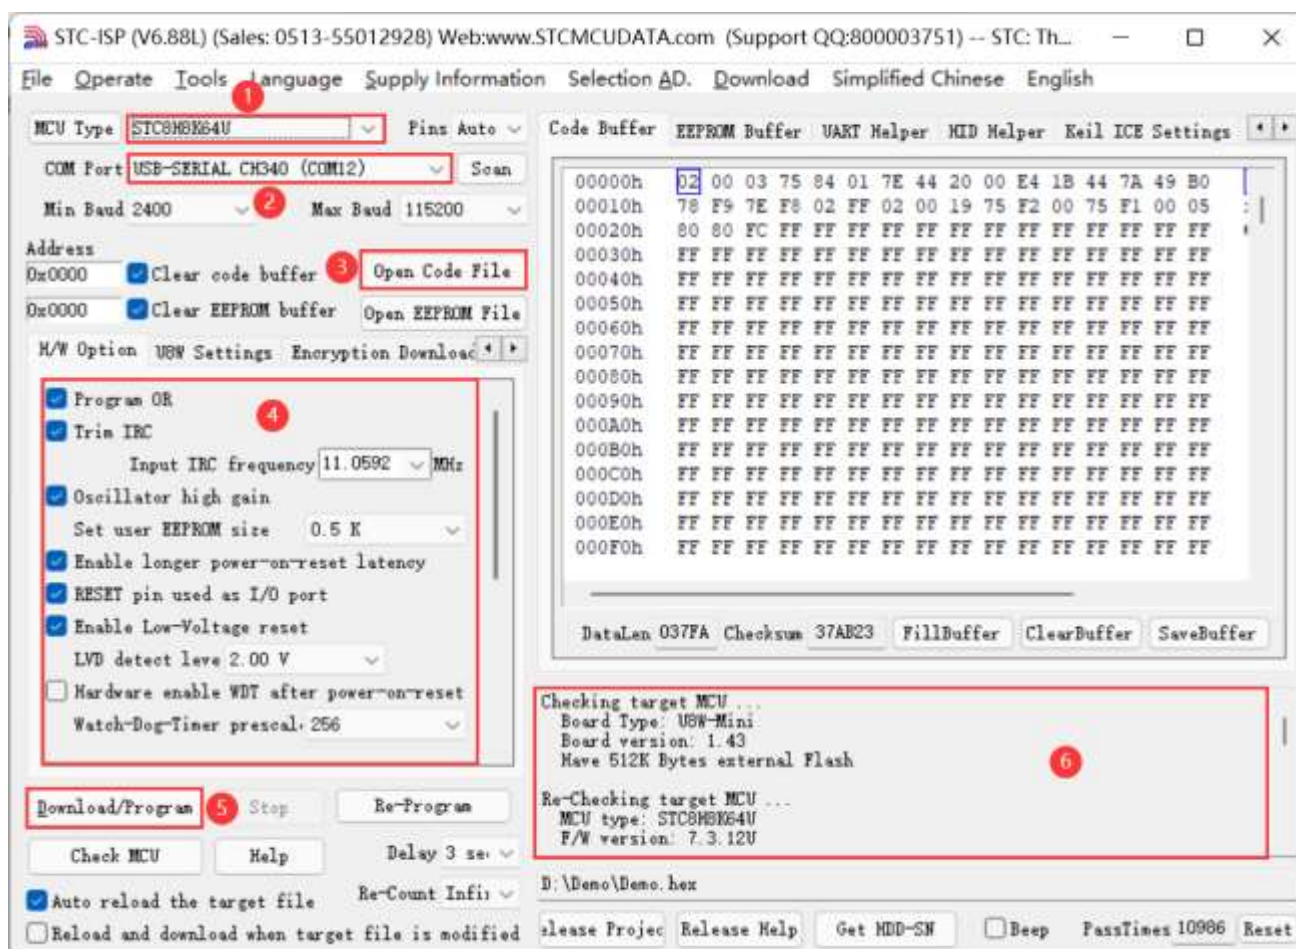 STC-ISP (V6.88L) (Sales: 0513-55012928) Web:www.STCMCUDATA.com (Support QQ:800003751) -- STC: Th...
File Operate Tools Language Supply Information Selection AD. Download Simplified Chinese English
1
MCU Type STC8H8K64U Pins Auto
COM Port USB-SERIAL CH340 (COM12) Scan
2
Min Baud 2400 Max Baud 115200
Address
0x0000 Clear code buffer 3 Open Code File
0x0000 Clear EEPROM buffer Open EEPROM File
H/W Option U8W Settings Encryption Download
Program OR
4
Trim IRC
Input IRC frequency 11.0592 MHz
Oscillator high gain
Set user EEPROM size 0.5 K
Enable longer power-on-reset latency
RESET pin used as I/O port
Enable Low-Voltage reset
LVD detect leve 2.00 V
Hardware enable WDT after power-on-reset
Watch-Dog-Timer prescal 256
Download/Program 5 Stop Re-Program
Check MCU Help Delay 3 se
Auto reload the target file Re-Count Infi
Reload and download when target file is modified
Code Buffer EEPROM Buffer UART Helper HID Helper Keil ICE Settings
00000h 02 00 03 75 84 01 7E 44 20 00 E4 1B 44 7A 49 B0
00010h 78 F9 7E F8 02 FF 02 00 19 75 F2 00 75 F1 00 05
00020h 80 80 FC FF FF FF FF FF FF FF FF FF FF FF FF FF
00030h FF FF FF FF FF FF FF FF FF FF FF FF FF FF FF FF
00040h FF FF FF FF FF FF FF FF FF FF FF FF FF FF FF FF
00050h FF FF FF FF FF FF FF FF FF FF FF FF FF FF FF FF
00060h FF FF FF FF FF FF FF FF FF FF FF FF FF FF FF FF
00070h FF FF FF FF FF FF FF FF FF FF FF FF FF FF FF FF
00080h FF FF FF FF FF FF FF FF FF FF FF FF FF FF FF FF
00090h FF FF FF FF FF FF FF FF FF FF FF FF FF FF FF FF
000A0h FF FF FF FF FF FF FF FF FF FF FF FF FF FF FF FF
000B0h FF FF FF FF FF FF FF FF FF FF FF FF FF FF FF FF
000C0h FF FF FF FF FF FF FF FF FF FF FF FF FF FF FF FF
000D0h FF FF FF FF FF FF FF FF FF FF FF FF FF FF FF FF
000E0h FF FF FF FF FF FF FF FF FF FF FF FF FF FF FF FF
000F0h FF FF FF FF FF FF FF FF FF FF FF FF FF FF FF FF
DataLen 037FA Checksum 37AB23 FillBuffer ClearBuffer SaveBuffer
Checking target MCU ...
Board Type: U8W-Mini
Board version: 1.43
Have 512K Bytes external Flash
6
Re-Checking target MCU ...
MCU type: STC8H8K64U
F/W version: 7.3.12U
D:\Demo\Demo.hex
elease Projec Release Help Get HDD-SN Beep PassTimes 10986 Reset